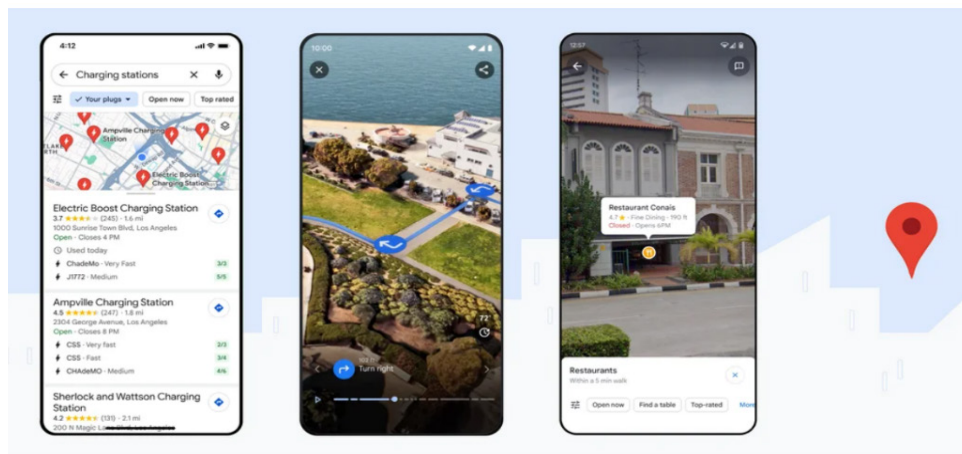 4:12
Charging stations
Your plugs
Open now
Top rated
Ampville Charging
Station
Electric Boost
Charging Station
Electric Boost Charging Station
3.7 (245) · 1.6 mi
1000 Sunrise Town Blvd, Los Angeles
Open · Closes 4 PM
Used today
ChadeMo · Very Fast 3/3
J1772 · Medium 5/5
Ampville Charging Station
4.5 (247) · 1.8 mi
2304 George Avenue, Los Angeles
Open · Closes 8 PM
CSS · Very fast 2/3
CSS · Fast 3/4
CHAdeMO · Medium 4/4
Sherlock and Wattson Charging
Station
4.2 (131) · 2.1 mi
200 N Magic
10:00
72°
Turn right
12:57
Restaurant Conais
4.7 · Fine Dining · 190 ft
Closed · Opens 6PM
Restaurants
Within a 5 min walk
Open now
Find a table
Top-rated
More